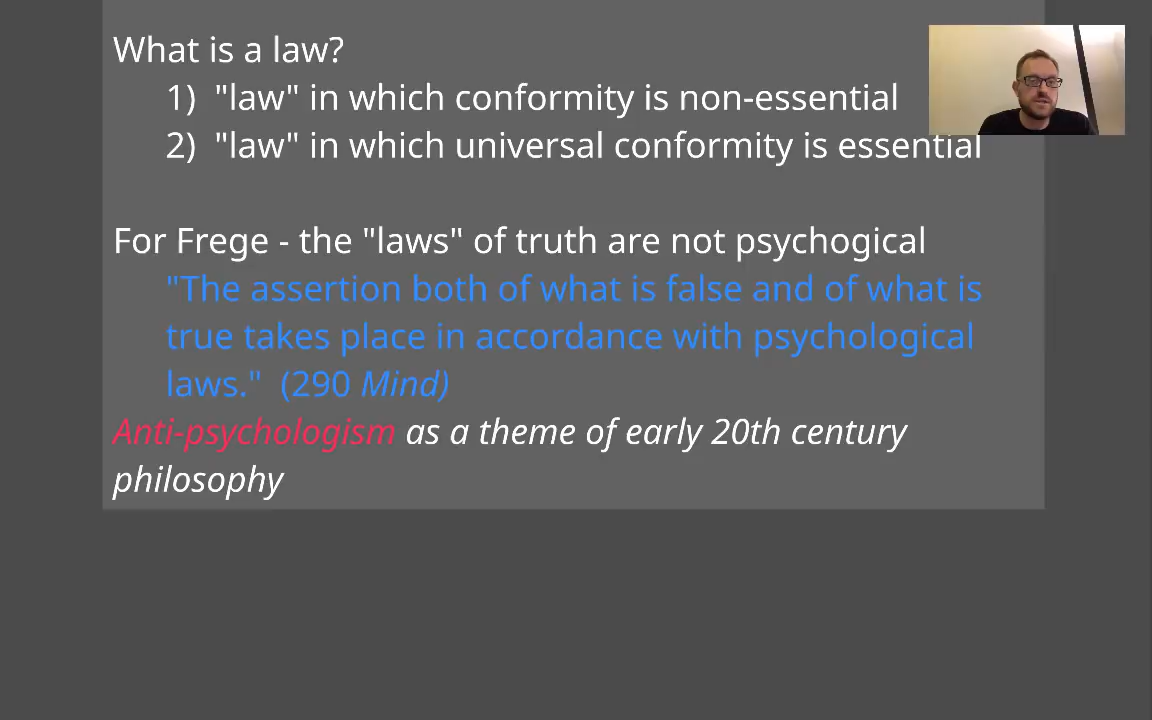 What is a law?
1) "law" in which conformity is non-essential
2) "law" in which universal conformity is essential
For Frege - the "laws" of truth are not psychogical
"The assertion both of what is false and of what is
true takes place in accordance with psychological
laws." (290 Mind)
Anti-psychologism as a theme of early 20th century
philosophy